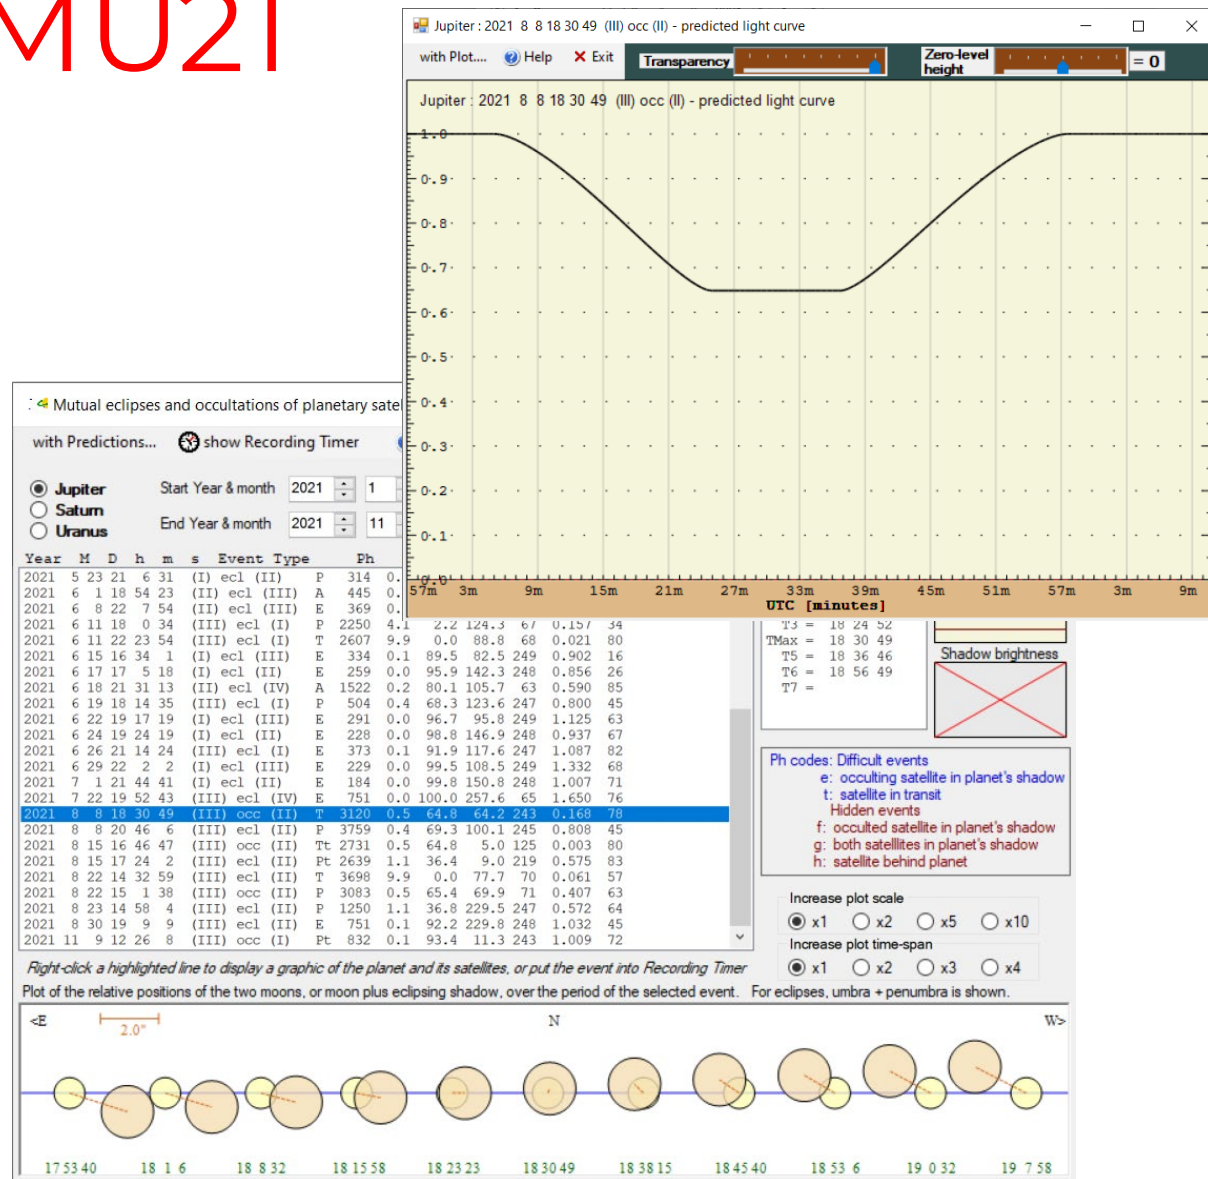 MU21
Jupiter : 2021 8 8 18 30 49 (III) occ (II) - predicted light curve
with Plot.... Help Exit Transparency Zero-level height = 0
Jupiter : 2021 8 8 18 30 49 (III) occ (II) - predicted light curve
1.0
0.9
0.8
0.7
0.6
0.5
0.4
0.3
0.2
0.1
0.0
57m 3m 9m 15m 21m 27m 33m 39m 45m 51m 57m 3m 9m
UTC [minutes]
Mutual eclipses and occultations of planetary sate
with Predictions... show Recording Timer
Jupiter Start Year & month 2021 1
Saturn
Uranus End Year & month 2021 11
Year M D h m s Event Type Ph
2021 5 23 21 6 31 (I) ecl (II) P 314 0.
2021 6 1 18 54 23 (II) ecl (III) A 445 0.
2021 6 8 22 7 54 (II) ecl (III) E 369 0.
2021 6 11 18 0 34 (III) ecl (I) P 2250 4.1 2.2 124.3 67 0.157 34
2021 6 11 22 23 54 (III) ecl (I) T 2607 9.9 0.0 88.8 68 0.021 80
2021 6 15 16 34 1 (I) ecl (III) E 334 0.1 89.5 82.5 249 0.902 16
2021 6 17 17 5 18 (I) ecl (II) E 259 0.0 95.9 142.3 248 0.856 26
2021 6 18 21 31 13 (II) ecl (IV) A 1522 0.2 80.1 105.7 63 0.590 85
2021 6 19 18 14 35 (III) ecl (I) P 504 0.4 68.3 123.6 247 0.800 45
2021 6 22 19 17 19 (I) ecl (III) E 291 0.0 96.7 95.8 249 1.125 63
2021 6 24 19 24 19 (I) ecl (II) E 228 0.0 98.8 146.9 248 0.937 67
2021 6 26 21 14 24 (III) ecl (I) E 373 0.1 91.9 117.6 247 1.087 82
2021 6 29 22 2 2 (I) ecl (III) E 229 0.0 99.5 108.5 249 1.332 68
2021 7 1 21 44 41 (I) ecl (II) E 184 0.0 99.8 150.8 248 1.007 71
2021 7 22 19 52 43 (III) ecl (IV) E 751 0.0 100.0 257.6 65 1.650 76
2021 8 8 18 30 49 (III) occ (II) T 3120 0.5 64.8 64.2 243 0.168 78
2021 8 8 20 46 6 (III) ecl (II) P 3759 0.4 69.3 100.1 245 0.808 45
2021 8 15 16 46 47 (III) occ (II) Tt 2731 0.5 64.8 5.0 125 0.003 80
2021 8 15 17 24 2 (III) ecl (II) Pt 2639 1.1 36.4 9.0 219 0.575 83
2021 8 22 14 32 59 (III) ecl (II) T 3698 9.9 0.0 77.7 70 0.061 57
2021 8 22 15 1 38 (III) occ (II) P 3083 0.5 65.4 69.9 71 0.407 63
2021 8 23 14 58 4 (III) ecl (II) P 1250 1.1 36.8 229.5 247 0.572 64
2021 8 30 19 9 9 (III) ecl (II) E 751 0.1 92.2 229.8 248 1.032 45
2021 11 9 12 26 8 (III) occ (I) Pt 832 0.1 93.4 11.3 243 1.009 72
T3 = 18 24 52
TMax = 18 30 49
T5 = 18 36 46
T6 = 18 56 49
T7 =
Shadow brightness
Ph codes: Difficult events
e: occulting satellite in planet's shadow
t: satellite in transit
Hidden events
f: occulted satellite in planet's shadow
g: both satelllites in planet's shadow
h: satellite behind planet
Increase plot scale
x1 x2 x5 x10
Increase plot time-span
x1 x2 x3 x4
Right-click a highlighted line to display a graphic of the planet and its satellites, or put the event into Recording Timer
Plot of the relative positions of the two moons, or moon plus eclipsing shadow, over the period of the selected event. For eclipses, umbra + penumbra is shown.
<E 2.0" N W>
17 53 40 18 1 6 18 8 32 18 15 58 18 23 23 18 30 49 18 38 15 18 45 40 18 53 6 19 0 32 19 7 58